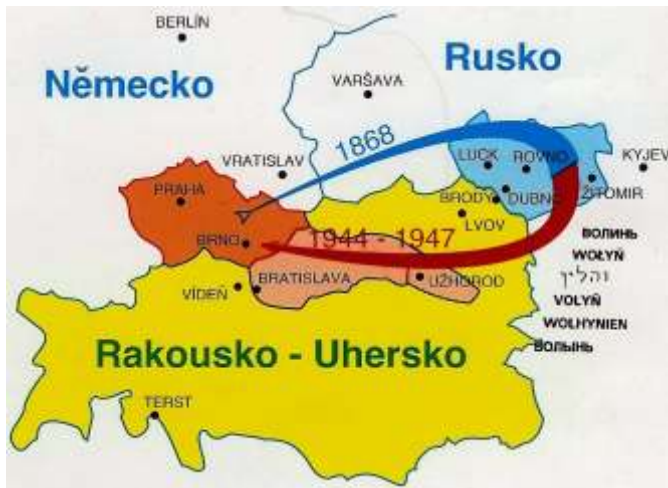 BERLÍN
Německo
Rusko
VARŠAVA
1868
VRATISLAV
LUCK
ROVNO
KYJEV
PRAHA
BRODY
DUBNO
ŽITOMIR
LVOV
BRNO
1944 - 1947
ВОЛИНЬ
WOŁYŃ
והלין
VOLYŇ
WOLHYNIEN
ВОЛЫНЬ
VÍDEŇ
BRATISLAVA
UŽHOROD
Rakousko - Uhersko
TERST